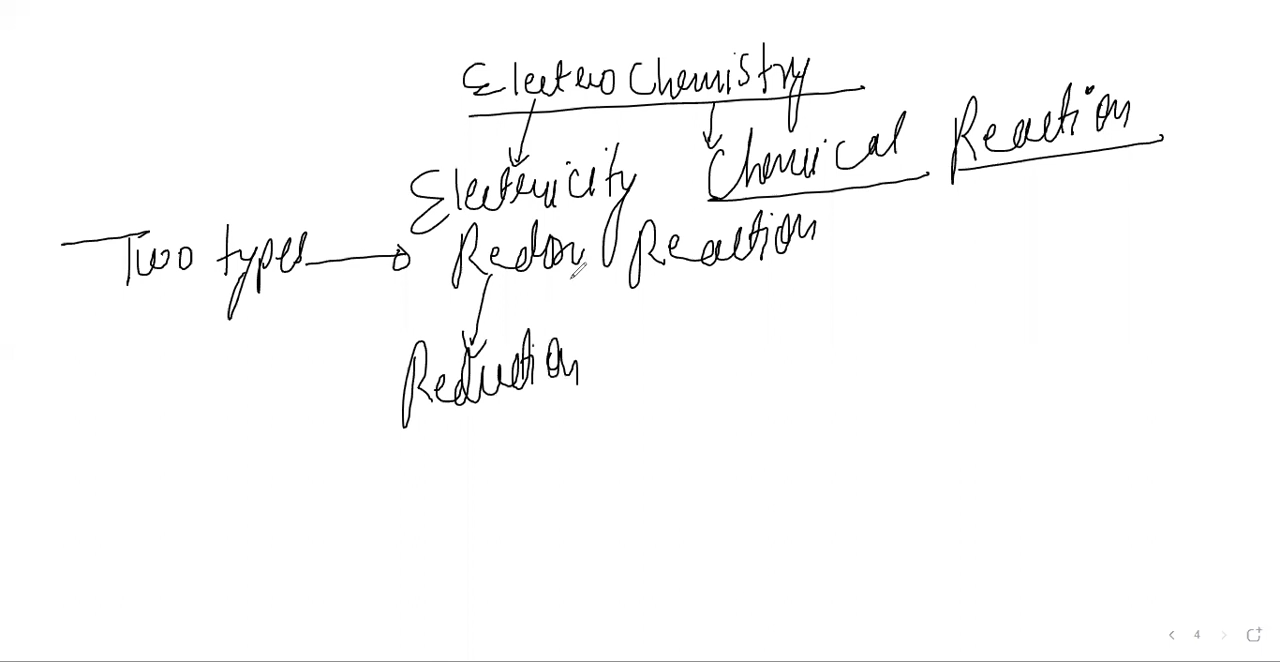 Electro Chemistry
Electricity Chemical Reaction
Two types Redox Reaction
Reduction
4